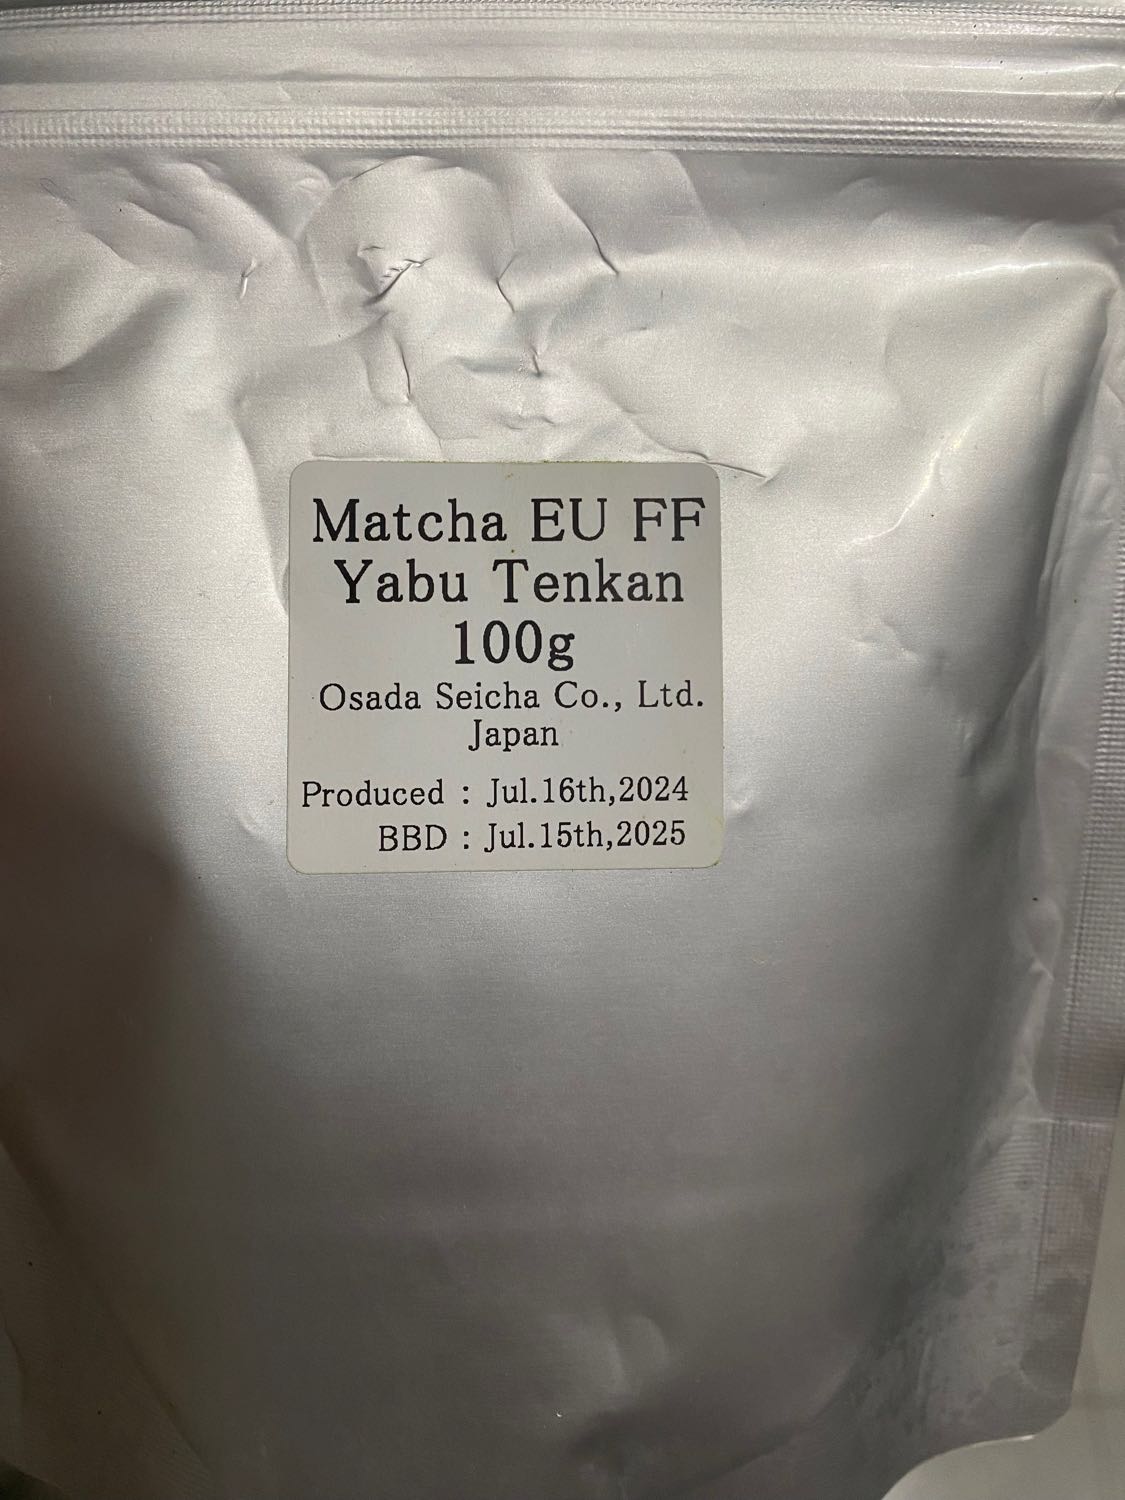 Matcha EU FF
Yabu Tenkan
100g
Osada Seicha Co., Ltd.
Japan
Produced : Jul.16th,2024
BBD : Jul.15th,2025